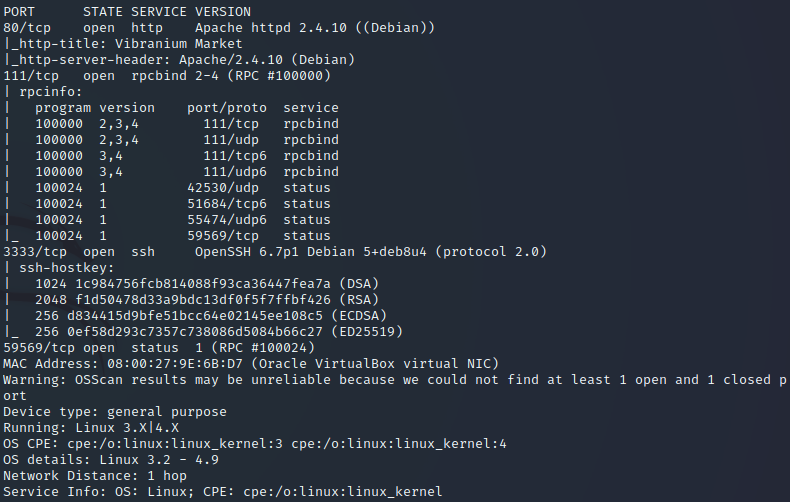 PORT      STATE SERVICE VERSION
80/tcp    open  http    Apache httpd 2.4.10 ((Debian))
|_http-title: Vibranium Market
|_http-server-header: Apache/2.4.10 (Debian)
111/tcp   open  rpcbind 2-4 (RPC #100000)
| rpcinfo:
|   program version    port/proto  service
|   100000  2,3,4        111/tcp   rpcbind
|   100000  2,3,4        111/udp   rpcbind
|   100000  3,4          111/tcp6  rpcbind
|   100000  3,4          111/udp6  rpcbind
|   100024  1          42530/udp   status
|   100024  1          51684/tcp6  status
|   100024  1          55474/udp6  status
|_  100024  1          59569/tcp   status
3333/tcp  open  ssh     OpenSSH 6.7p1 Debian 5+deb8u4 (protocol 2.0)
| ssh-hostkey:
|   1024 1c984756fcb814088f93ca36447fea7a (DSA)
|   2048 f1d50478d33a9bdc13df0f5f7ffbf426 (RSA)
|   256 d834415d9bfe51bcc64e02145ee108c5 (ECDSA)
|_  256 0ef58d293c7357c738086d5084b66c27 (ED25519)
59569/tcp open  status  1 (RPC #100024)
MAC Address: 08:00:27:9E:6B:D7 (Oracle VirtualBox virtual NIC)
Warning: OSScan results may be unreliable because we could not find at least 1 open and 1 closed p
ort
Device type: general purpose
Running: Linux 3.X|4.X
OS CPE: cpe:/o:linux:linux_kernel:3 cpe:/o:linux:linux_kernel:4
OS details: Linux 3.2 - 4.9
Network Distance: 1 hop
Service Info: OS: Linux; CPE: cpe:/o:linux:linux_kernel